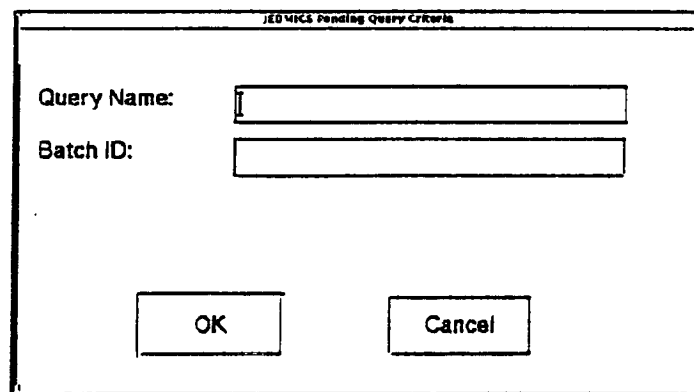 JEDMICS Pending Query Criteria
Query Name:
Batch ID:
OK
Cancel